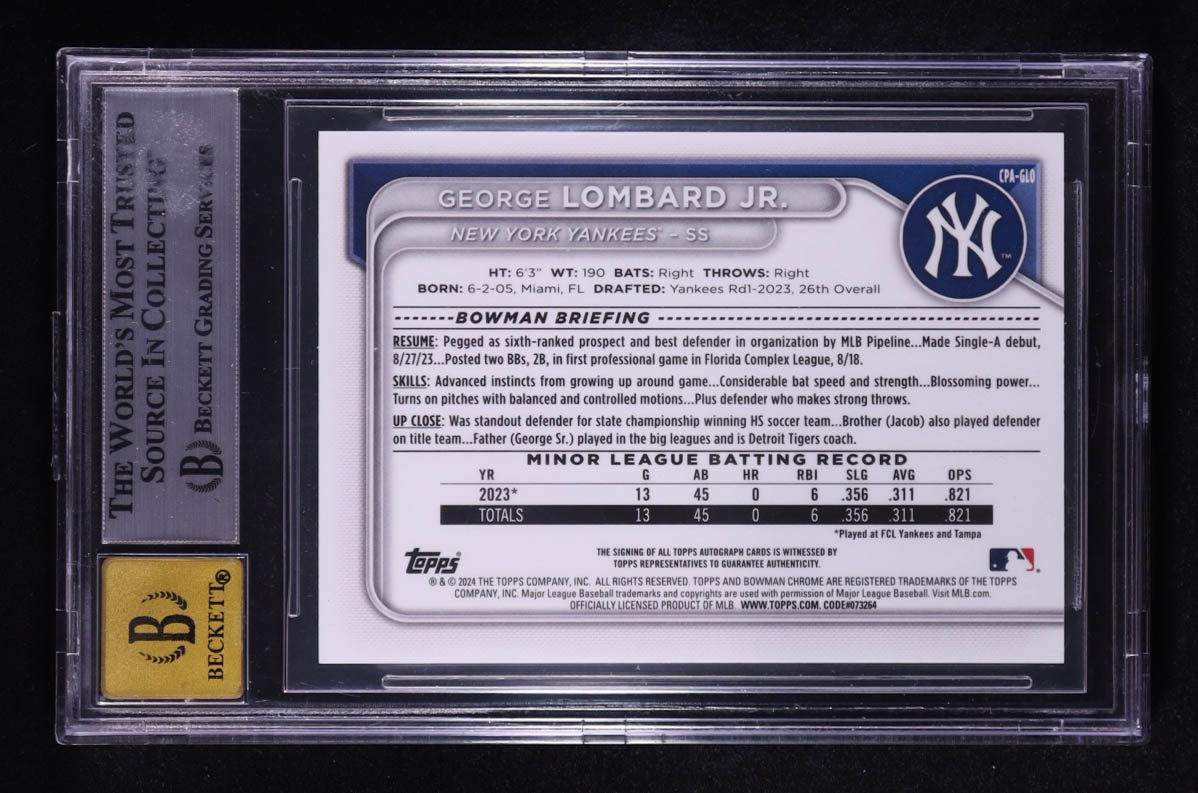 THE WORLD'S MOST TRUSTED
SOURCE IN COLLECTING™
B BECKETT GRADING SERVICES
B
BECKETT®
CPA-GLO
GEORGE LOMBARD JR.
NEW YORK YANKEES™ – SS
NY
™
HT: 6'3" WT: 190 BATS: Right THROWS: Right
BORN: 6-2-05, Miami, FL DRAFTED: Yankees Rd1-2023, 26th Overall
BOWMAN BRIEFING
RESUME: Pegged as sixth-ranked prospect and best defender in organization by MLB Pipeline...Made Single-A debut,
8/27/23...Posted two BBs, 2B, in first professional game in Florida Complex League, 8/18.
SKILLS: Advanced instincts from growing up around game...Considerable bat speed and strength...Blossoming power...
Turns on pitches with balanced and controlled motions...Plus defender who makes strong throws.
UP CLOSE: Was standout defender for state championship winning HS soccer team...Brother (Jacob) also played defender
on title team...Father (George Sr.) played in the big leagues and is Detroit Tigers coach.
MINOR LEAGUE BATTING RECORD
YR G AB HR RBI SLG AVG OPS
2023* 13 45 0 6 .356 .311 .821
TOTALS 13 45 0 6 .356 .311 .821
*Played at FCL Yankees and Tampa
topps®
THE SIGNING OF ALL TOPPS AUTOGRAPH CARDS IS WITNESSED BY
TOPPS REPRESENTATIVES TO GUARANTEE AUTHENTICITY.
® & © 2024 THE TOPPS COMPANY, INC. ALL RIGHTS RESERVED. TOPPS AND BOWMAN CHROME ARE REGISTERED TRADEMARKS OF THE TOPPS
COMPANY, INC. Major League Baseball trademarks and copyrights are used with permission of Major League Baseball. Visit MLB.com.
OFFICIALLY LICENSED PRODUCT OF MLB. WWW.TOPPS.COM. CODE#073264